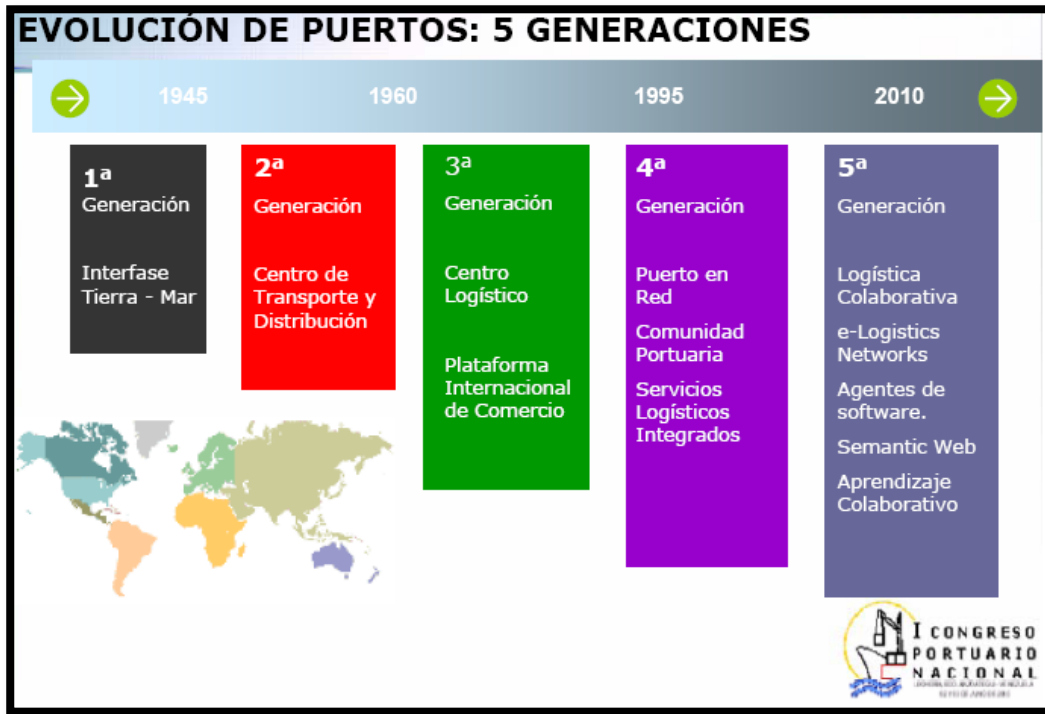 EVOLUCIÓN DE PUERTOS: 5 GENERACIONES
1945
1960
1995
2010
1ª
Generación
Interfase
Tierra - Mar
2ª
Generación
Centro de
Transporte y
Distribución
3ª
Generación
Centro
Logístico
Plataforma
Internacional
de Comercio
4ª
Generación
Puerto en
Red
Comunidad
Portuaria
Servicios
Logísticos
Integrados
5ª
Generación
Logística
Colaborativa
e-Logistics
Networks
Agentes de
software.
Semantic Web
Aprendizaje
Colaborativo
I CONGRESO
PORTUARIO
NACIONAL